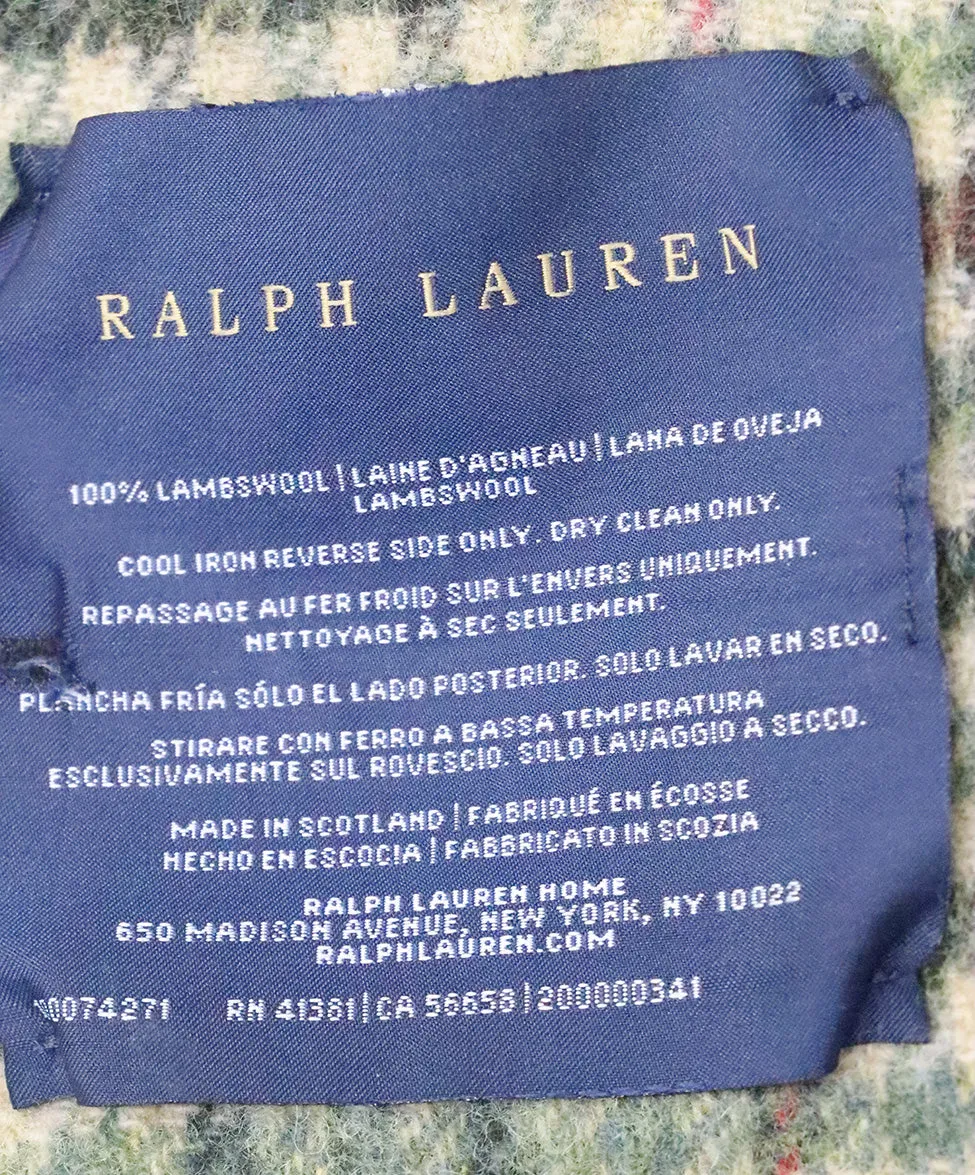 RALPH LAUREN
100% LAMBSWOOL | LAINE D'AGNEAU | LANA DE OVEJA
LAMBSWOOL
COOL IRON REVERSE SIDE ONLY. DRY CLEAN ONLY.
REPASSAGE AU FER FROID SUR L'ENVERS UNIQUEMENT.
NETTOYAGE À SEC SEULEMENT.
PLANCHA FRÍA SÓLO EL LADO POSTERIOR. SOLO LAVAR EN SECO.
STIRARE CON FERRO A BASSA TEMPERATURA
ESCLUSIVAMENTE SUL ROVESCIO. SOLO LAVAGGIO A SECCO.
MADE IN SCOTLAND | FABRIQUÉ EN ÉCOSSE
HECHO EN ESCOCIA | FABBRICATO IN SCOZIA
RALPH LAUREN HOME
650 MADISON AVENUE, NEW YORK, NY 10022
RALPHLAUREN.COM
RN 41381 | CA 56658 | 200000341